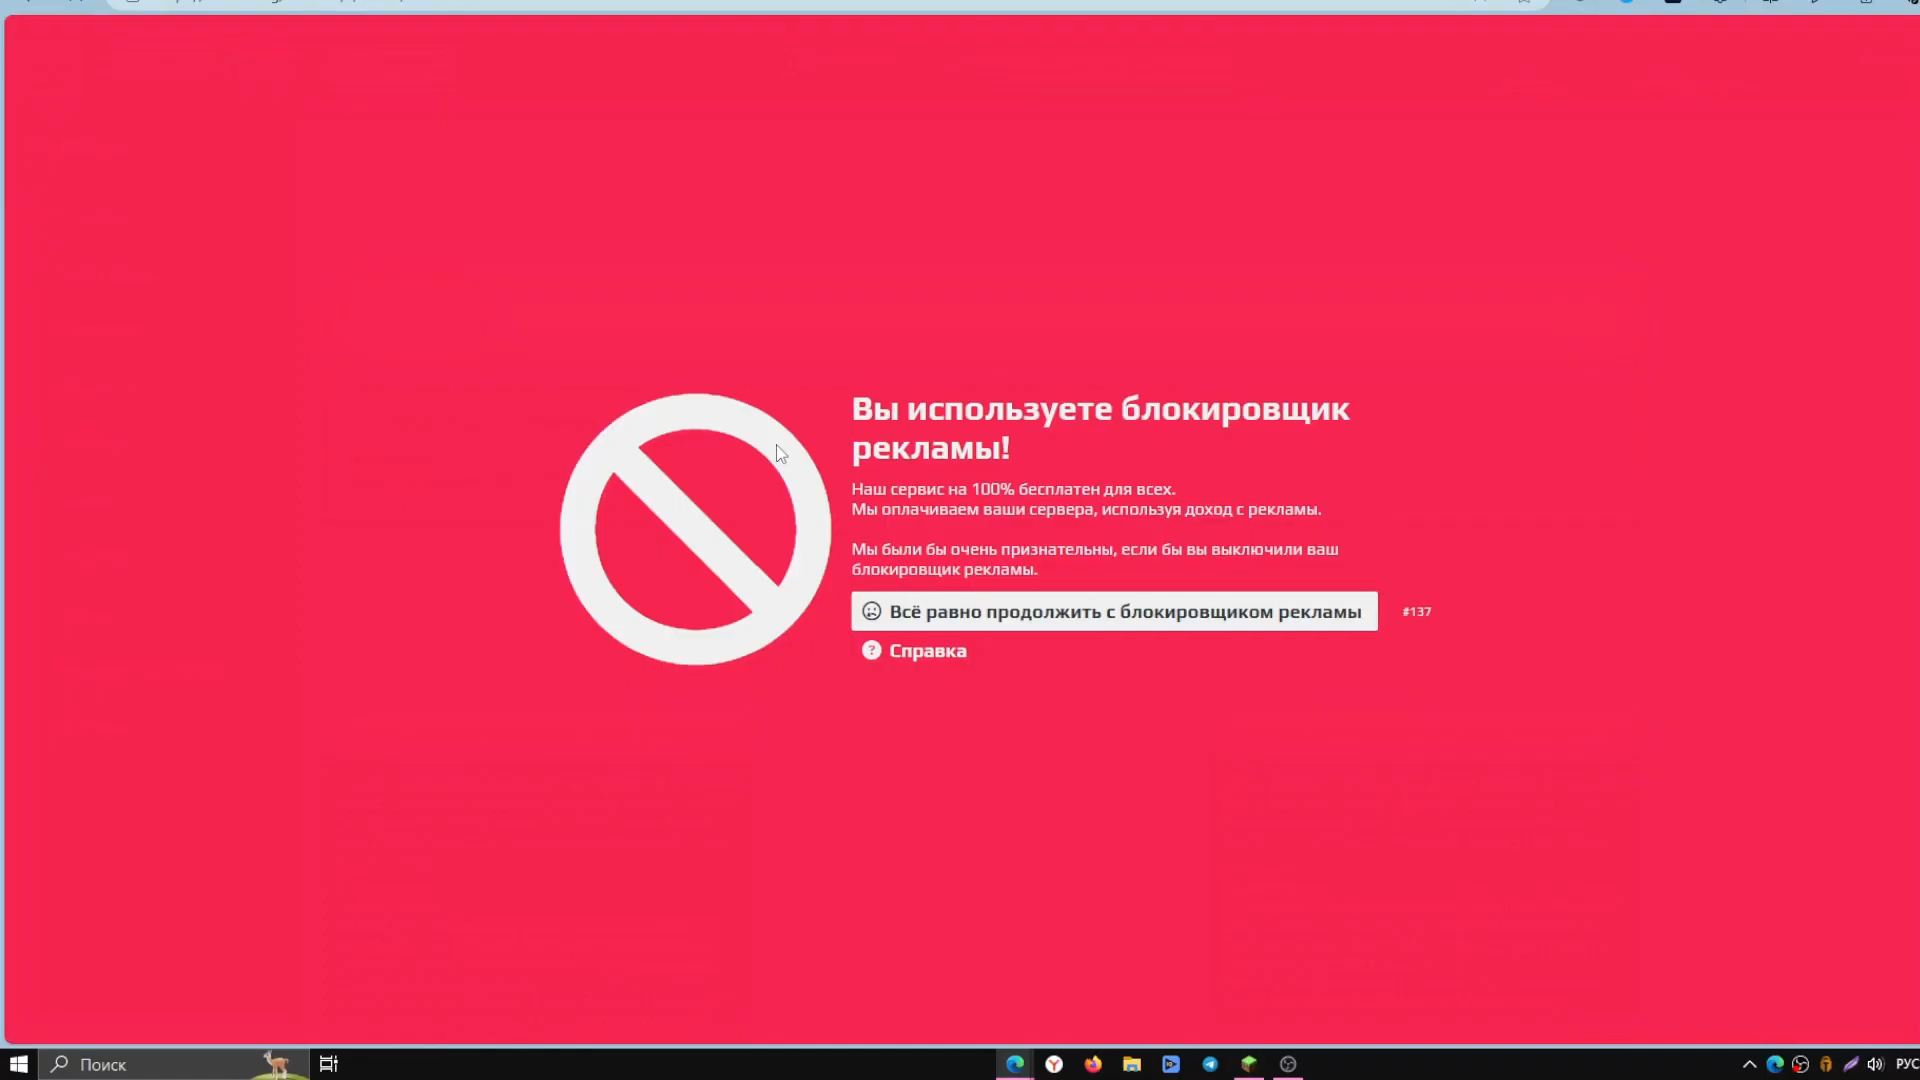 Вы используете блокировщик
рекламы!
Наш сервис на 100% бесплатен для всех.
Мы оплачиваем ваши сервера, используя доход с рекламы.
Мы были бы очень признательны, если бы вы выключили ваш
блокировщик рекламы.
Всё равно продолжить с блокировщиком рекламы
#137
? Справка
Поиск
РУС